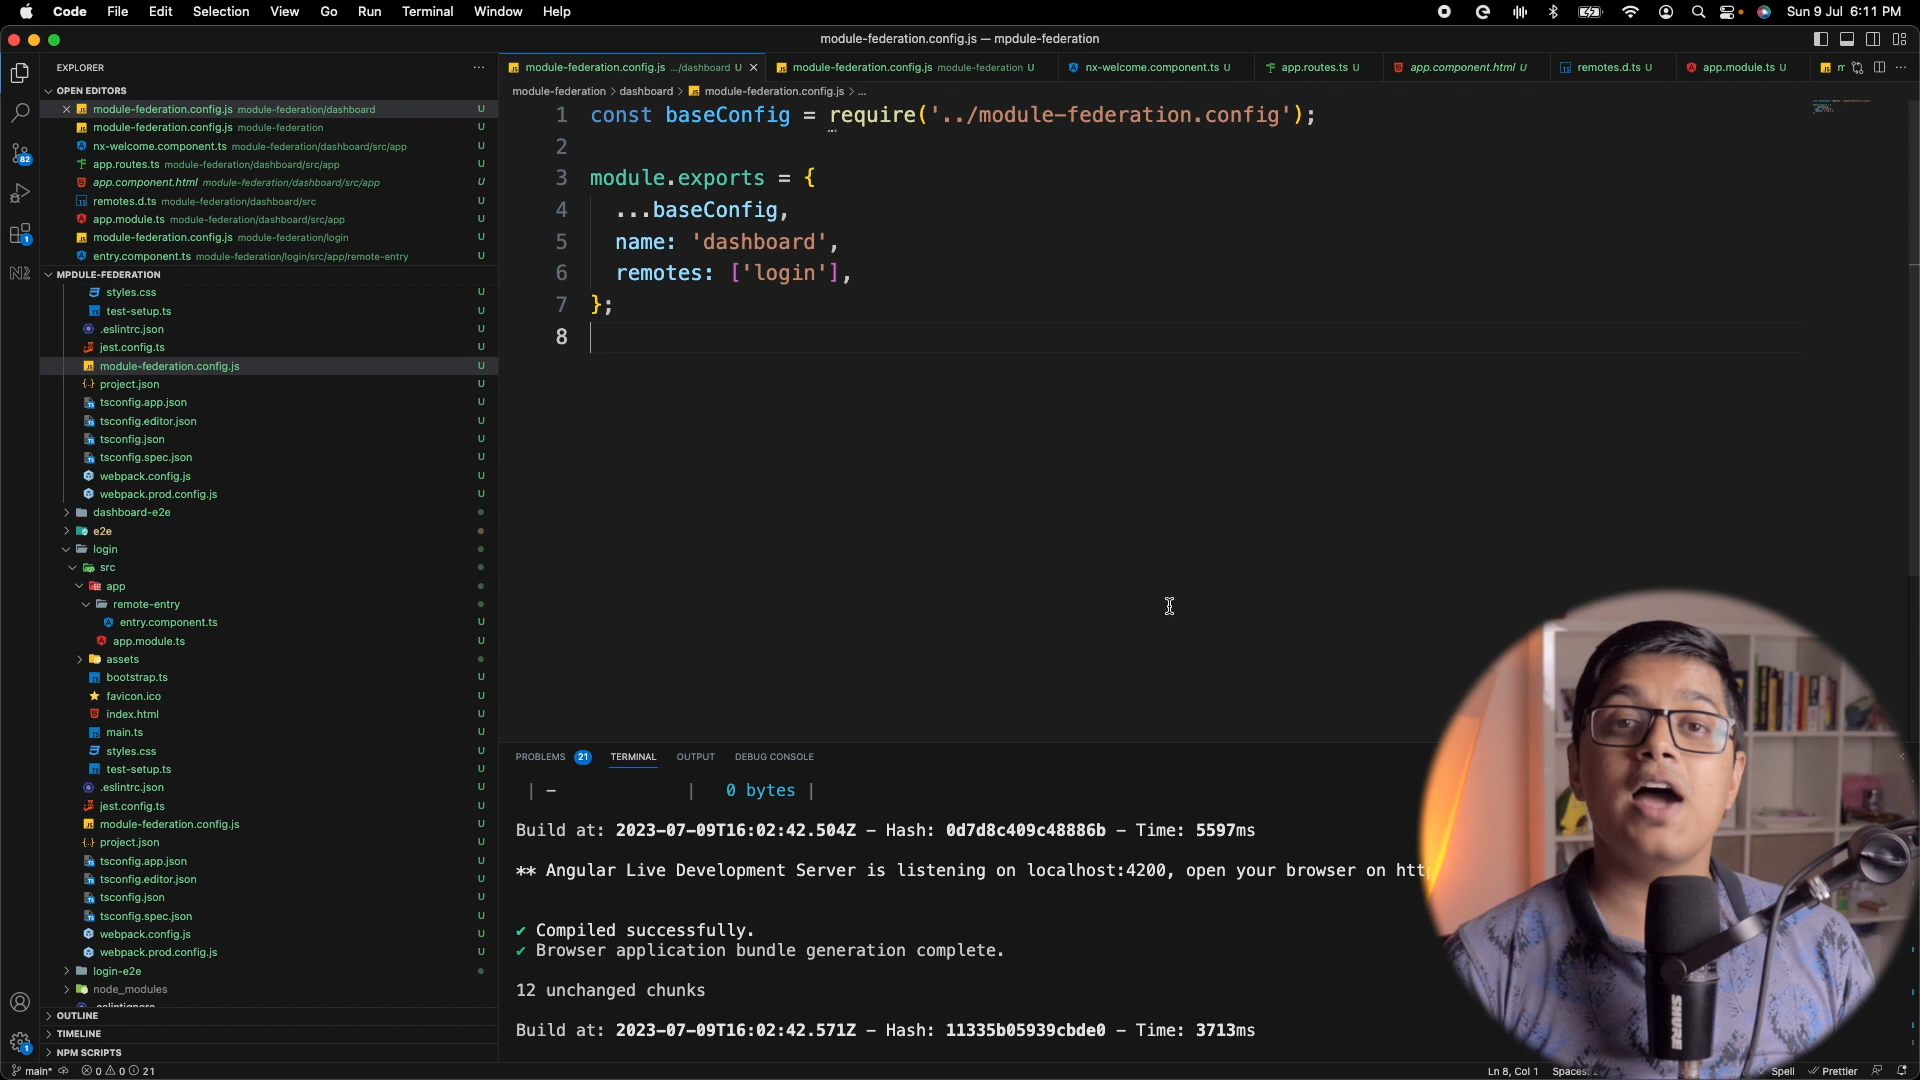 Code File Edit Selection View Go Run Terminal Window Help Sun 9 Jul 6:11 PM
module-federation.config.js — mpdule-federation
EXPLORER
OPEN EDITORS
module-federation.config.js module-federation/dashboard U
module-federation.config.js module-federation U
nx-welcome.component.ts module-federation/dashboard/src/app U
app.routes.ts module-federation/dashboard/src/app U
app.component.html module-federation/dashboard/src/app U
remotes.d.ts module-federation/dashboard/src U
app.module.ts module-federation/dashboard/src/app U
module-federation.config.js module-federation/login U
entry.component.ts module-federation/login/src/app/remote-entry U
MPDULE-FEDERATION
styles.css U
test-setup.ts U
.eslintrc.json U
jest.config.ts U
module-federation.config.js U
project.json U
tsconfig.app.json U
tsconfig.editor.json U
tsconfig.json U
tsconfig.spec.json U
webpack.config.js U
webpack.prod.config.js U
dashboard-e2e
e2e
login
src
app
remote-entry
entry.component.ts U
app.module.ts U
assets
bootstrap.ts U
favicon.ico U
index.html U
main.ts U
styles.css U
test-setup.ts U
.eslintrc.json U
jest.config.ts U
module-federation.config.js U
project.json U
tsconfig.app.json U
tsconfig.editor.json U
tsconfig.json U
tsconfig.spec.json U
webpack.config.js U
webpack.prod.config.js U
login-e2e
node_modules
OUTLINE
TIMELINE
NPM SCRIPTS
82
1
1
module-federation.config.js .../dashboard U module-federation.config.js module-federation U nx-welcome.component.ts U app.routes.ts U app.component.html U remotes.d.ts U app.module.ts U
module-federation > dashboard > module-federation.config.js > ...
1 const baseConfig = require('../module-federation.config');
2
3 module.exports = {
4 ...baseConfig,
5 name: 'dashboard',
6 remotes: ['login'],
7 };
8
PROBLEMS 21 TERMINAL OUTPUT DEBUG CONSOLE
| – | 0 bytes |
Build at: 2023-07-09T16:02:42.504Z – Hash: 0d7d8c409c48886b – Time: 5597ms
** Angular Live Development Server is listening on localhost:4200, open your browser on
✔ Compiled successfully.
✔ Browser application bundle generation complete.
12 unchanged chunks
Build at: 2023-07-09T16:02:42.571Z – Hash: 11335b05939cbde0 – Time: 3713ms
main* 0 0 21 Ln 8, Col 1 Spell Prettier
SHURE